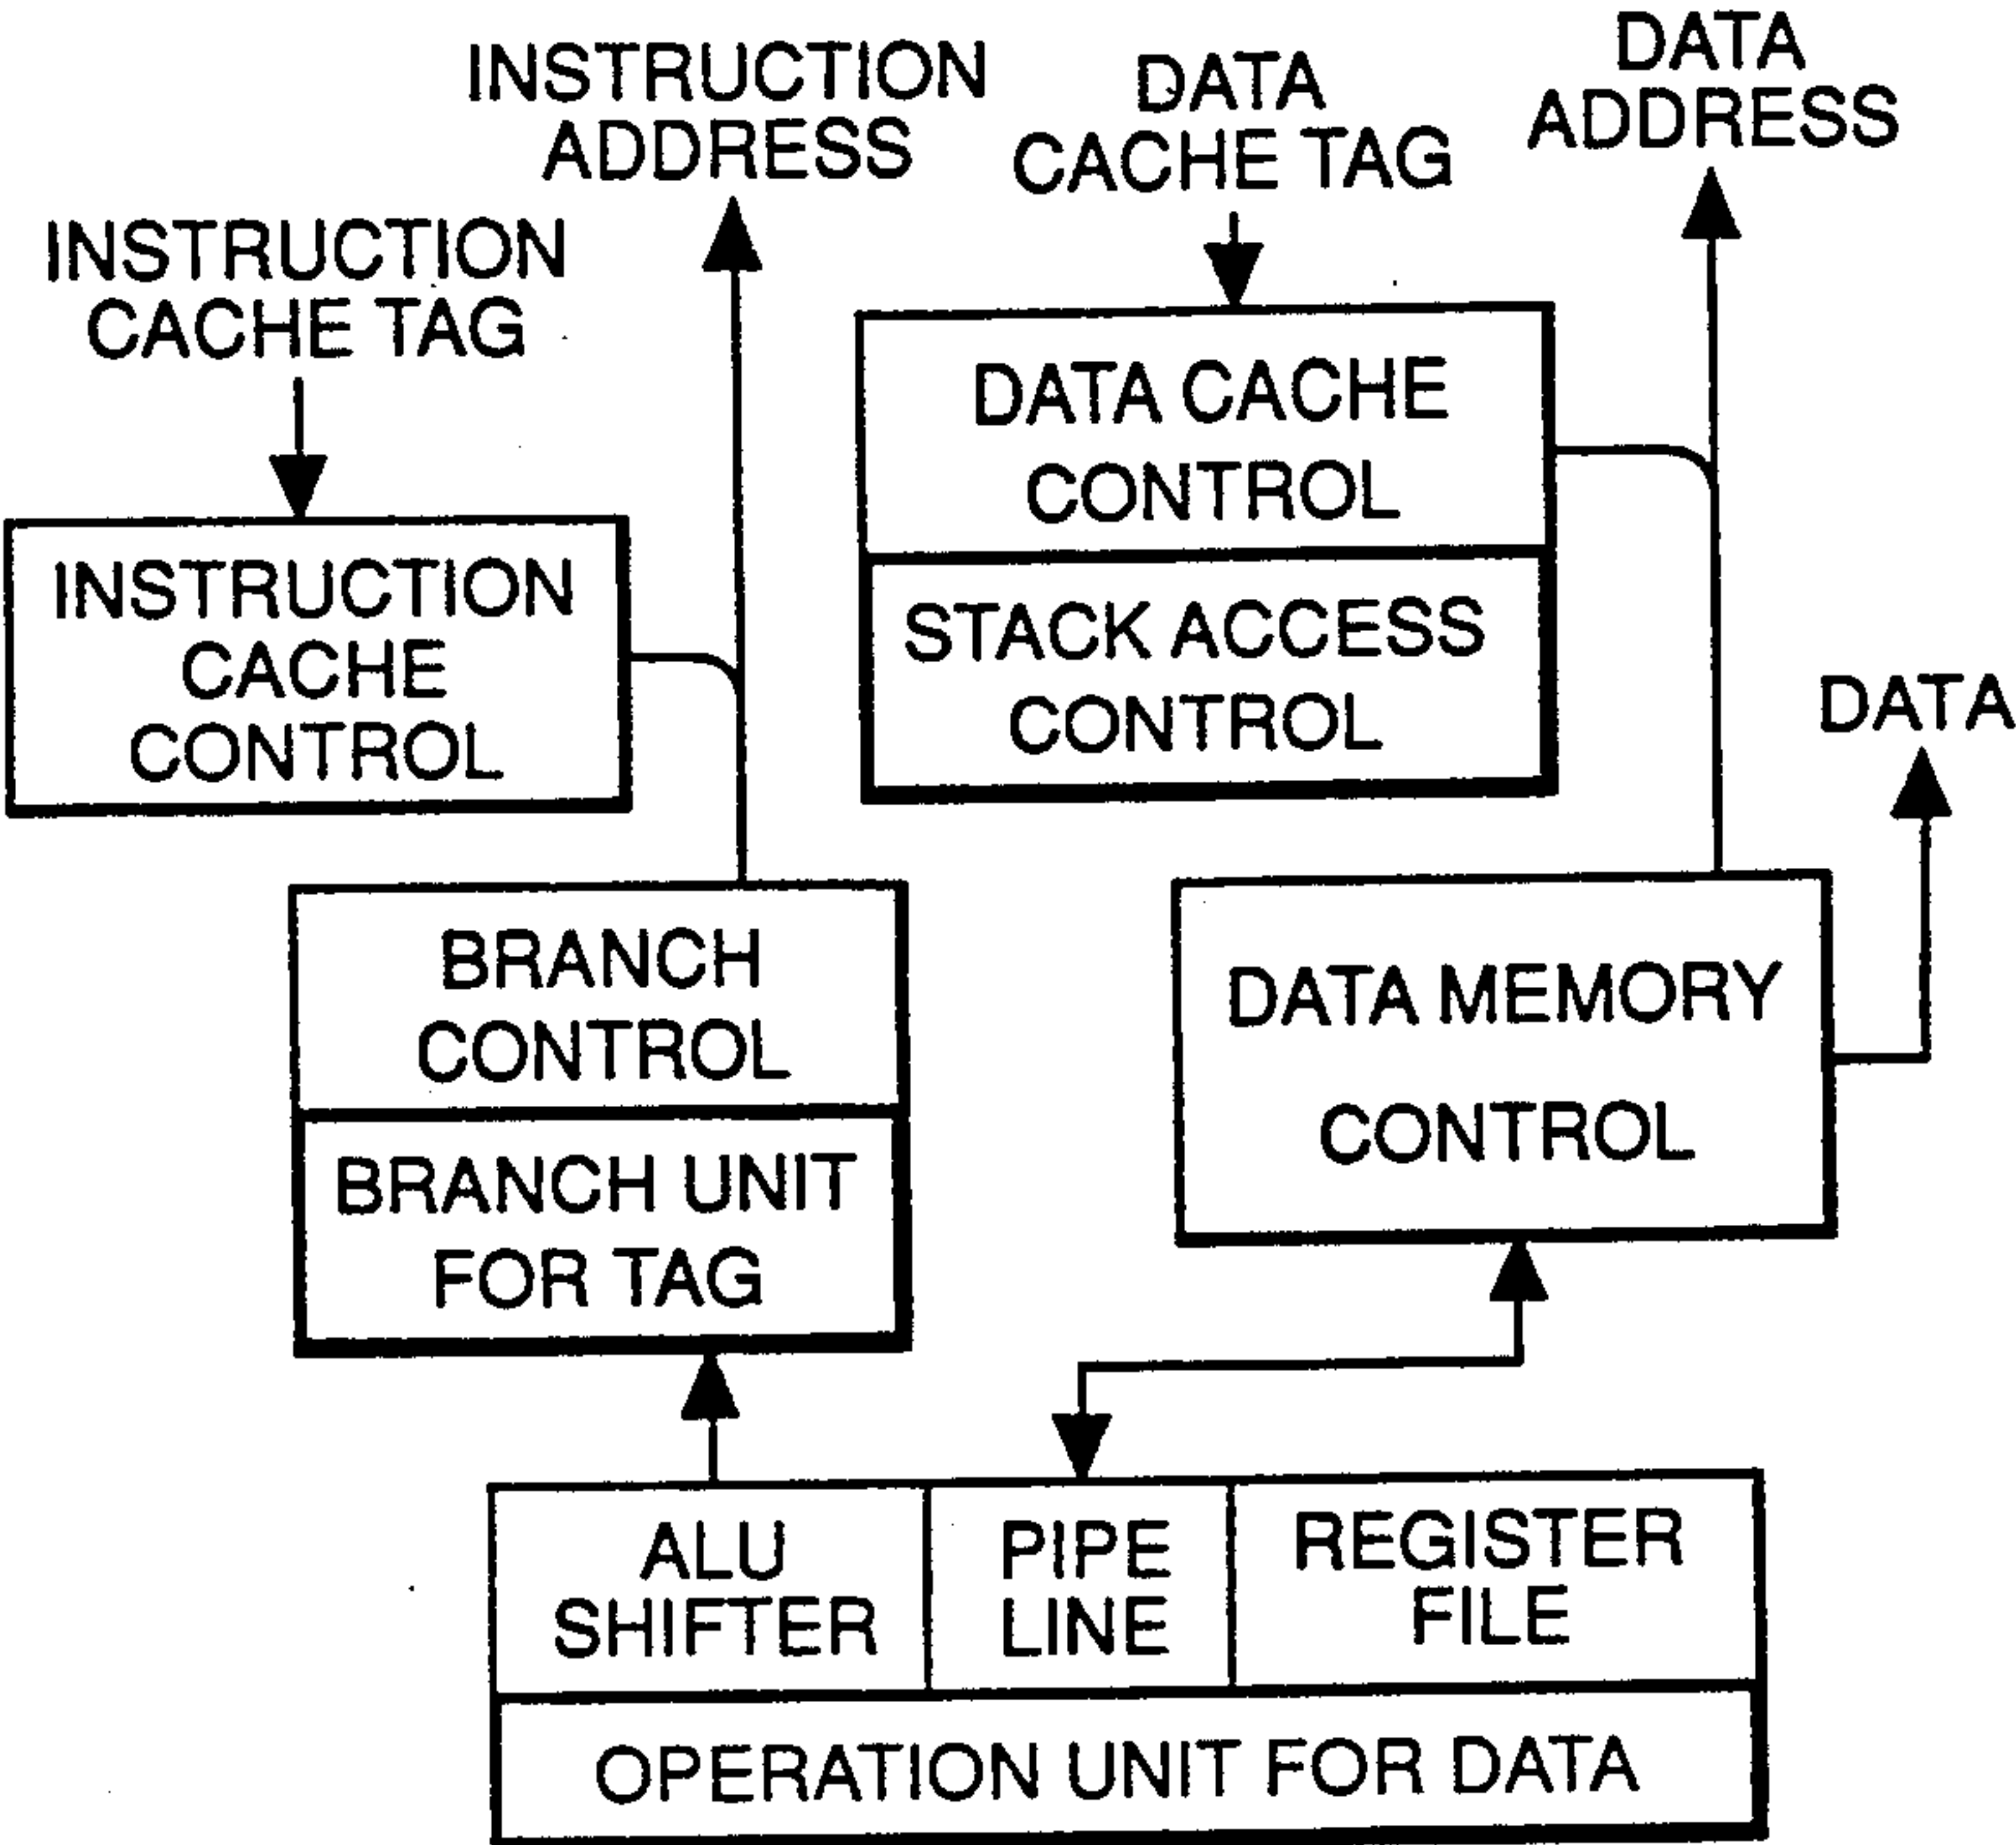 INSTRUCTION
ADDRESS
DATA
CACHE TAG
DATA
ADDRESS
INSTRUCTION
CACHE TAG
DATA CACHE
CONTROL
STACK ACCESS
CONTROL
INSTRUCTION
CACHE
CONTROL
DATA
BRANCH
CONTROL
BRANCH UNIT
FOR TAG
DATA MEMORY
CONTROL
ALU
SHIFTER
PIPE
LINE
REGISTER
FILE
OPERATION UNIT FOR DATA